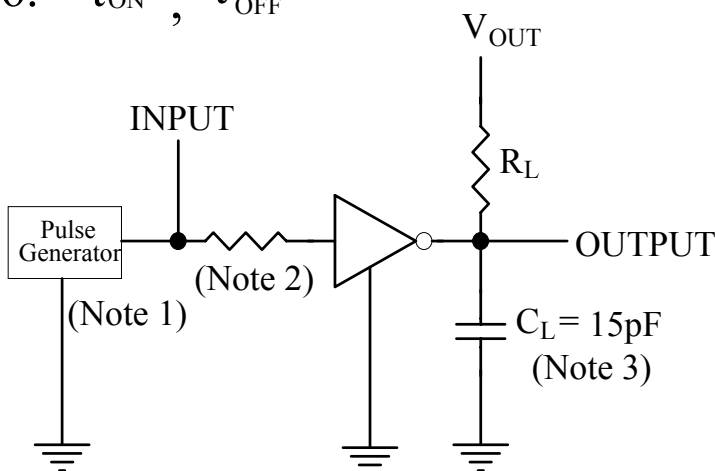 tON , tOFF
VOUT
INPUT
RL
Pulse
Generator
OUTPUT
(Note 2)
(Note 1)
CL = 15pF
(Note 3)